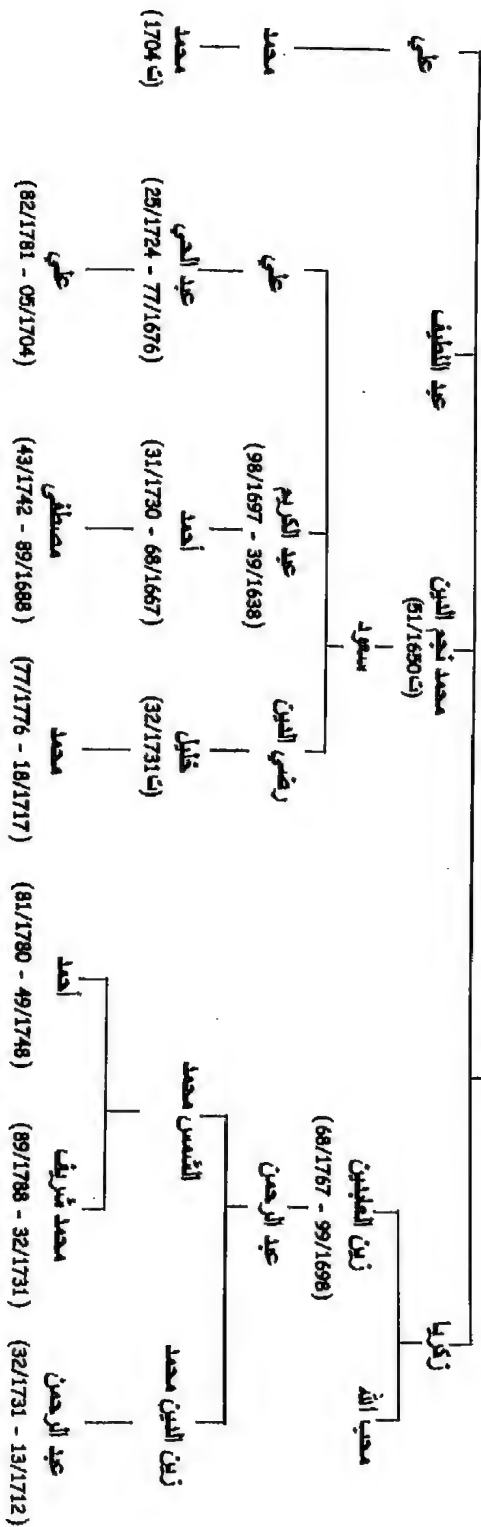 زكريا
محمد نجم الدين
(ت51/1650)
عبد اللطيف
علي
محب الله
زين العابدين
(68/1767 - 99/1698)
سعود
عبد الرحمن
رضي الدين
عبد الكريم
(98/1697 - 39/1638)
علي
محمد
زين الدين محمد
الشمس محمد
خليل
(ت32/1731)
أحمد
(31/1730 - 68/1667)
عبد الحي
(25/1724 - 77/1676)
محمد
(ت1704)
عبد الرحمن
(32/1731 - 13/1712)
محمد شريف
(89/1788 - 32/1731)
أحمد
(81/1780 - 49/1748)
محمد
(77/1776 - 18/1717)
مصطفى
(43/1742 - 89/1688)
علي
(82/1781 - 05/1704)